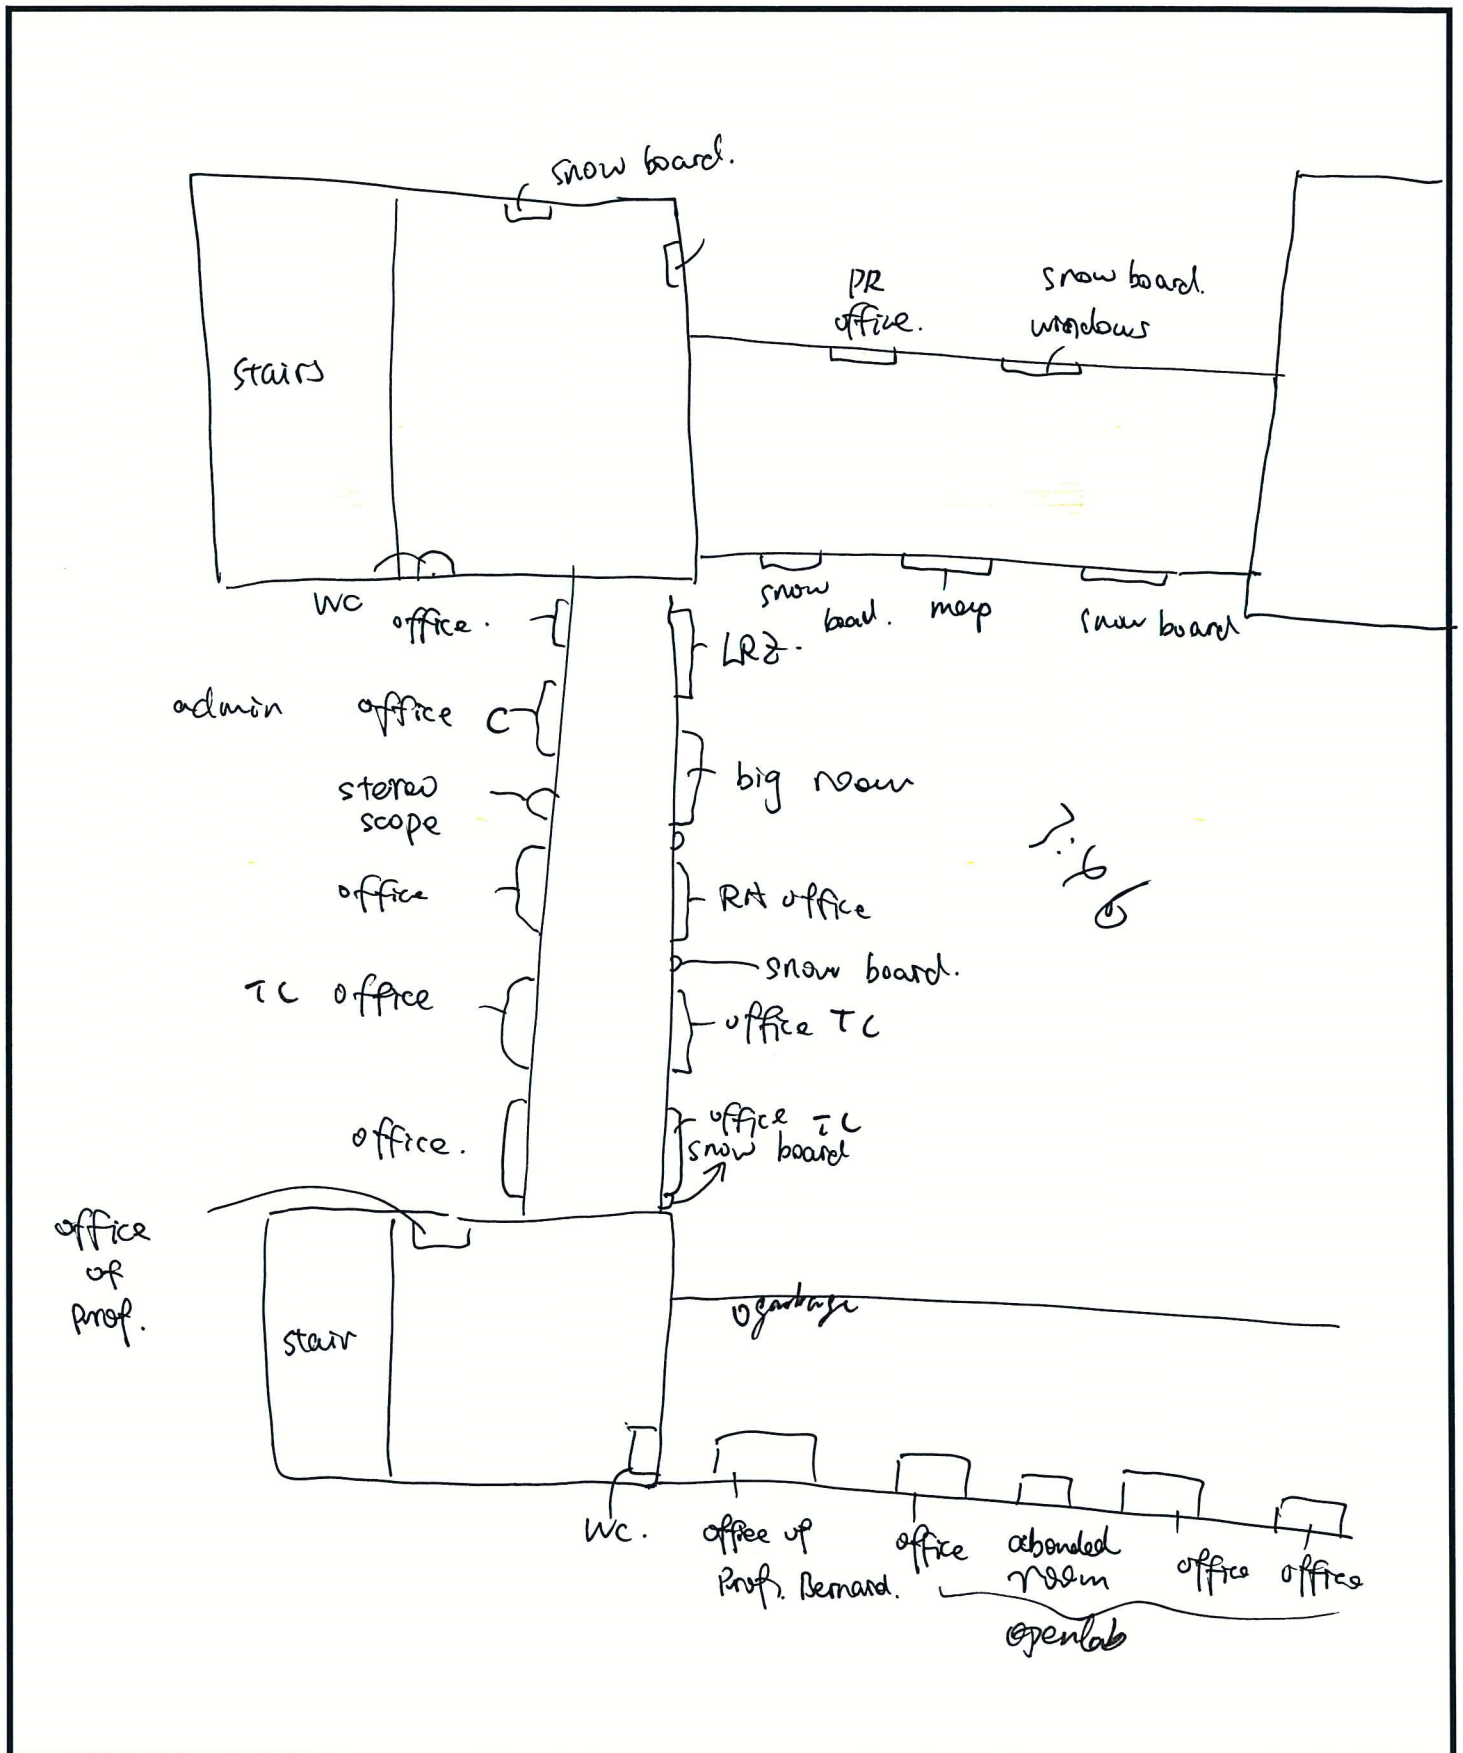 snow board.
PR
office.
snow board.
windows
stairs
WC
office.
snow
boad.
map
snow board
LRZ.
admin office C
big room
stereo
scope
office
RA office
snow board.
TC office
office TC
office TC
snow board
office.
office
of
Prof.
stair
garbage
WC.
office of
Prof. Bernard.
office
abonded
room
office
office
openlab